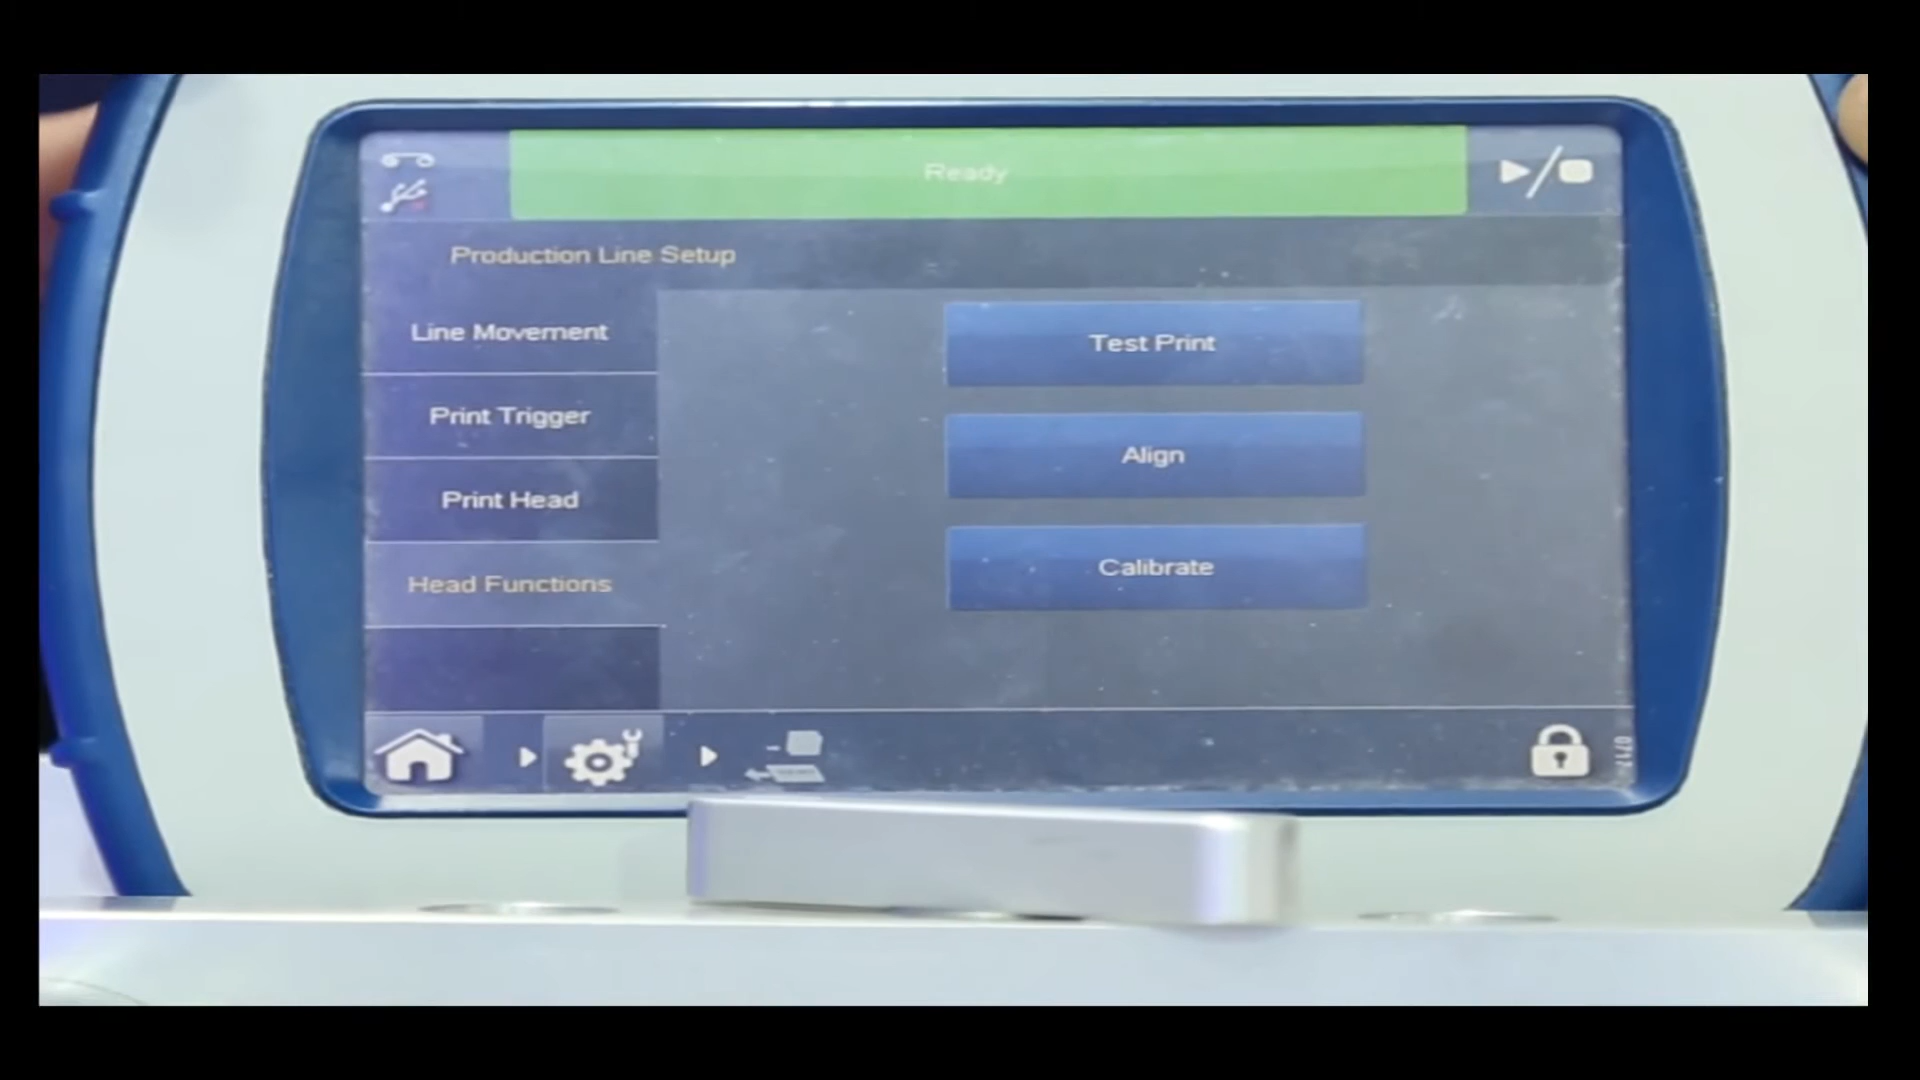 Ready
Production Line Setup
Line Movement
Print Trigger
Print Head
Head Functions
Test Print
Align
Calibrate